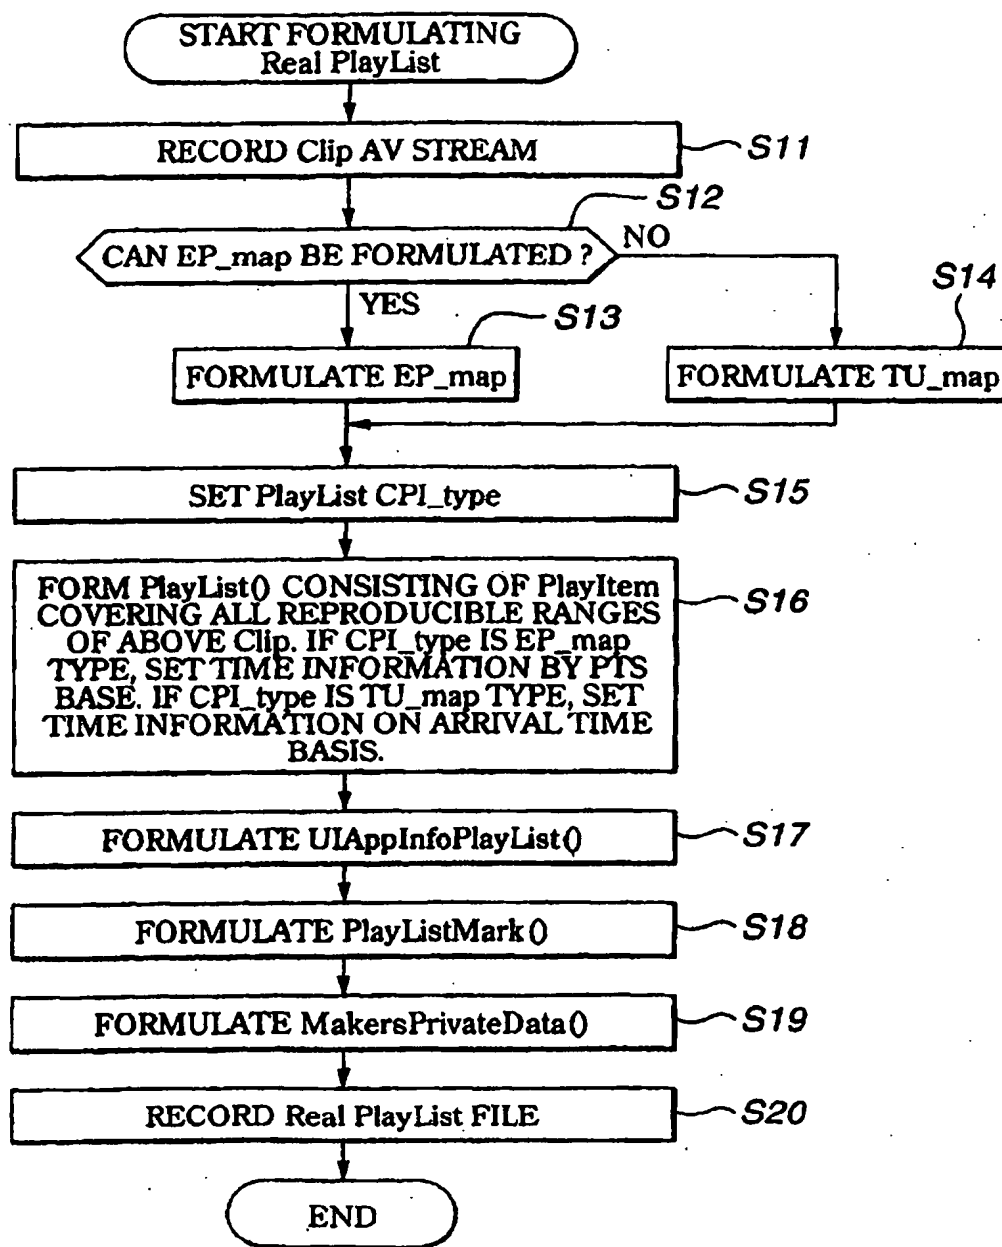 START FORMULATING
Real PlayList
RECORD Clip AV STREAM
S11
S12
CAN EP_map BE FORMULATED ?
NO
YES
S13
S14
FORMULATE EP_map
FORMULATE TU_map
SET PlayList CPI_type
S15
FORM PlayList() CONSISTING OF PlayItem
COVERING ALL REPRODUCIBLE RANGES
OF ABOVE Clip. IF CPI_type IS EP_map
TYPE, SET TIME INFORMATION BY PTS
BASE. IF CPI_type IS TU_map TYPE, SET
TIME INFORMATION ON ARRIVAL TIME
BASIS.
S16
FORMULATE UIAppInfoPlayList()
S17
FORMULATE PlayListMark()
S18
FORMULATE MakersPrivateData()
S19
RECORD Real PlayList FILE
S20
END